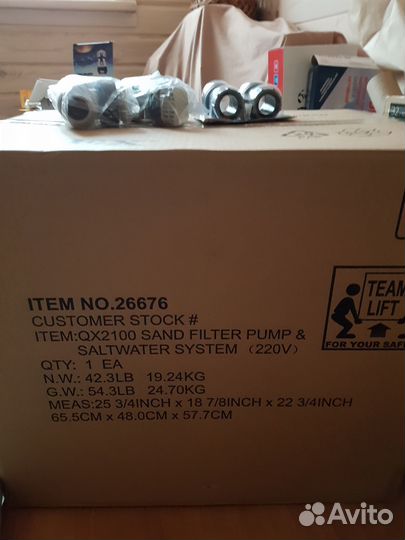 ITEM NO.26676
CUSTOMER STOCK #
ITEM:QX2100 SAND FILTER PUMP &
SALTWATER SYSTEM (220V)
QTY: 1 EA
N.W.: 42.3LB 19.24KG
G.W.: 54.3LB 24.70KG
MEAS:25 3/4INCH x 18 7/8INCH x 22 3/4INCH
65.5CM x 48.0CM x 57.7CM
TEAM
LIFT
FOR YOUR SAFE
Avito